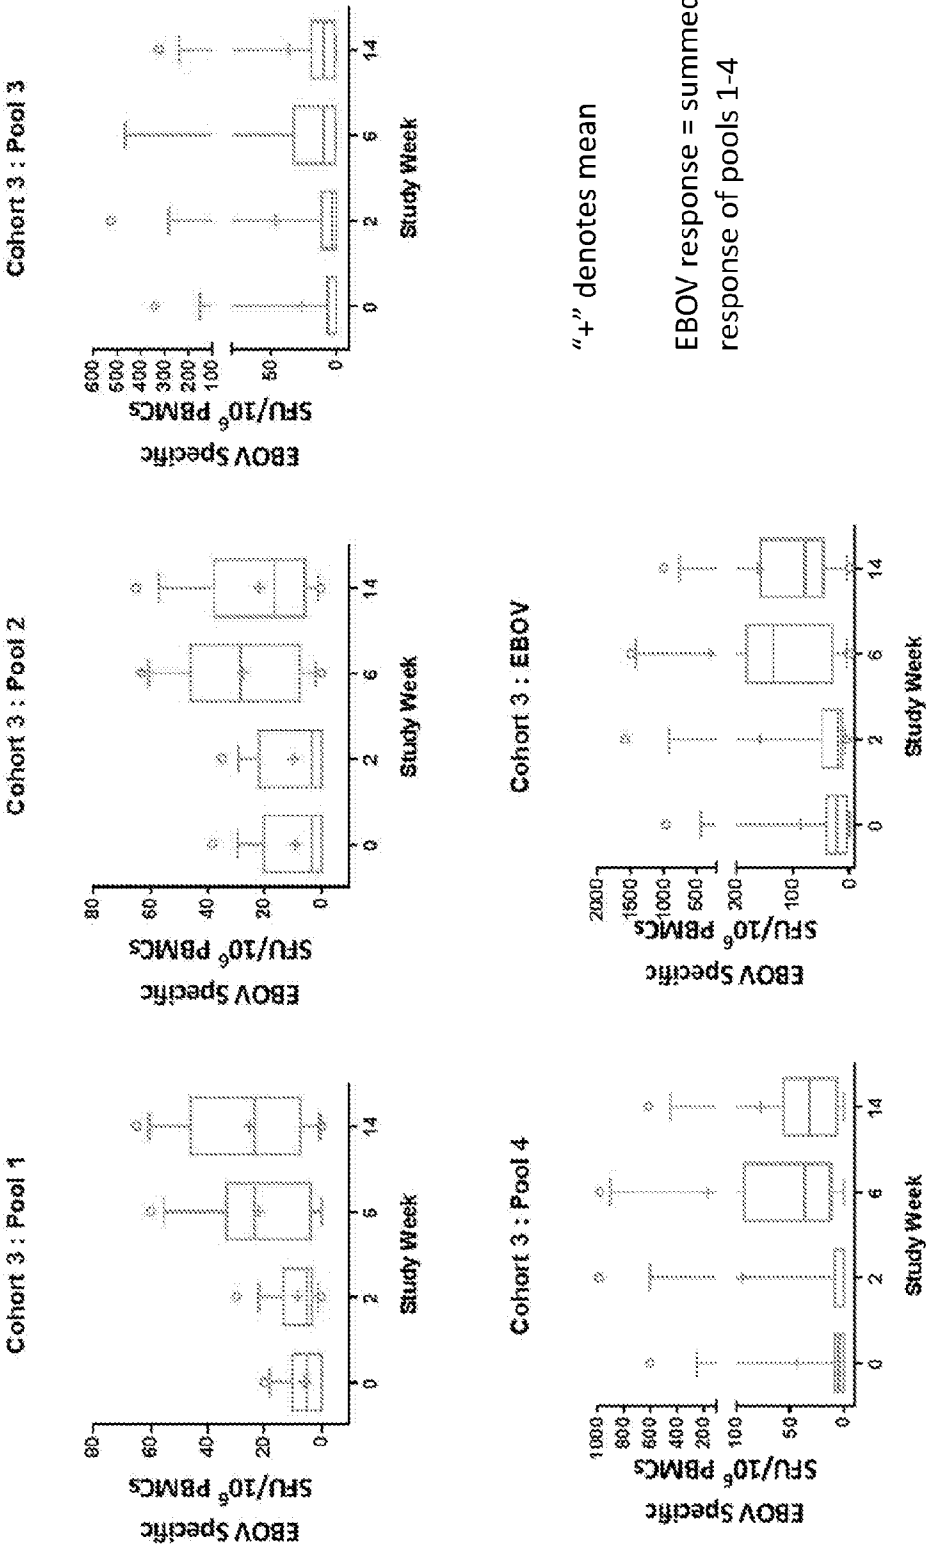 Cohort 3 : Pool 1
EBOV Specific
SFU/10⁶ PBMCs
80
60
40
20
0
0
2
6
14
Study Week
Cohort 3 : Pool 2
EBOV Specific
SFU/10⁶ PBMCs
80
60
40
20
0
0
2
6
14
Study Week
Cohort 3 : Pool 3
EBOV Specific
SFU/10⁶ PBMCs
600
500
400
300
200
100
50
0
0
2
6
14
Study Week
Cohort 3 : Pool 4
EBOV Specific
SFU/10⁶ PBMCs
1000
800
600
400
200
100
50
0
0
2
6
14
Study Week
Cohort 3 : EBOV
EBOV Specific
SFU/10⁶ PBMCs
2000
1500
1000
500
200
100
0
0
2
6
14
Study Week
“+” denotes mean
EBOV response = summed
response of pools 1-4